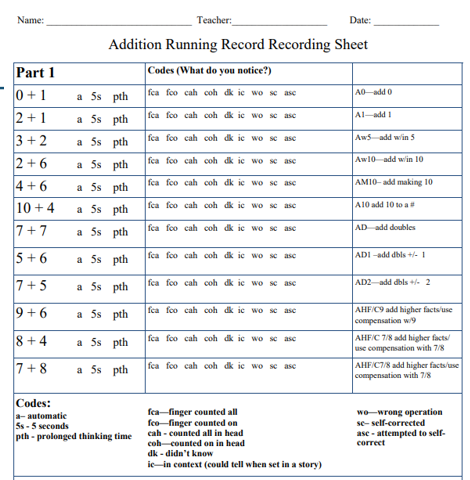 Name: ____________________________ Teacher:___________________ Date: _____________
Addition Running Record Recording Sheet
Part 1 Codes (What do you notice?)
0 + 1 a 5s pth fca fco cah coh dk ic wo sc asc A0—add 0
2 + 1 a 5s pth fca fco cah coh dk ic wo sc asc A1—add 1
3 + 2 a 5s pth fca fco cah coh dk ic wo sc asc Aw5—add w/in 5
2 + 6 a 5s pth fca fco cah coh dk ic wo sc asc Aw10—add w/in 10
4 + 6 a 5s pth fca fco cah coh dk ic wo sc asc AM10– add making 10
10 + 4 a 5s pth fca fco cah coh dk ic wo sc asc A10 add 10 to a #
7 + 7 a 5s pth fca fco cah coh dk ic wo sc asc AD—add doubles
5 + 6 a 5s pth fca fco cah coh dk ic wo sc asc AD1 –add dbls +/- 1
7 + 5 a 5s pth fca fco cah coh dk ic wo sc asc AD2—add dbls +/- 2
9 + 6 a 5s pth fca fco cah coh dk ic wo sc asc AHF/C9 add higher facts/use
compensation w/9
8 + 4 a 5s pth fca fco cah coh dk ic wo sc asc AHF/C 7/8 add higher facts/
use compensation with 7/8
7 + 8 a 5s pth fca fco cah coh dk ic wo sc asc AHF/C7/8 add higher facts/use
compensation with 7/8
Codes:
a– automatic
5s - 5 seconds
pth - prolonged thinking time
fca—finger counted all
fco—finger counted on
cah - counted all in head
coh—counted on in head
dk - didn't know
ic—in context (could tell when set in a story)
wo—wrong operation
sc– self-corrected
asc - attempted to self-
correct